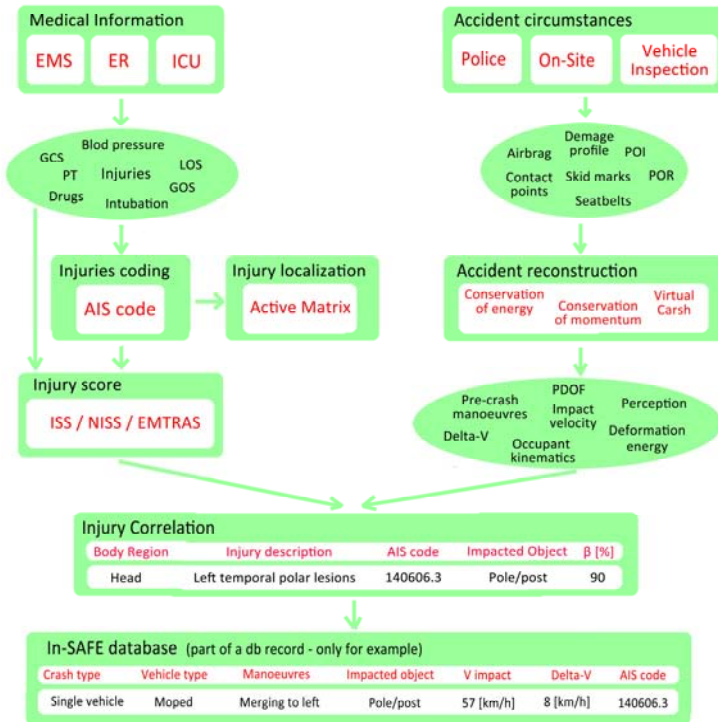 Medical Information
EMS ER ICU
Blod pressure
GCS
LOS
PT
Injuries
GOS
Drugs
Intubation
Injuries coding
AIS code
Injury localization
Active Matrix
Injury score
ISS / NISS / EMTRAS
Accident circumstances
Police On-Site Vehicle
Inspection
Demage
profile
Airbrag
POI
Contact
points
Skid marks
POR
Seatbelts
Accident reconstruction
Conservation
of energy
Conservation
of momentum
Virtual
Carsh
PDOF
Pre-crash
manoeuvres
Impact
velocity
Perception
Delta-V
Occupant
kinematics
Deformation
energy
Injury Correlation
Body Region Injury description AIS code Impacted Object β [%]
Head Left temporal polar lesions 140606.3 Pole/post 90
In-SAFE database (part of a db record - only for example)
Crash type Vehicle type Manoeuvres Impacted object V impact Delta-V AIS code
Single vehicle Moped Merging to left Pole/post 57 [km/h] 8 [km/h] 140606.3